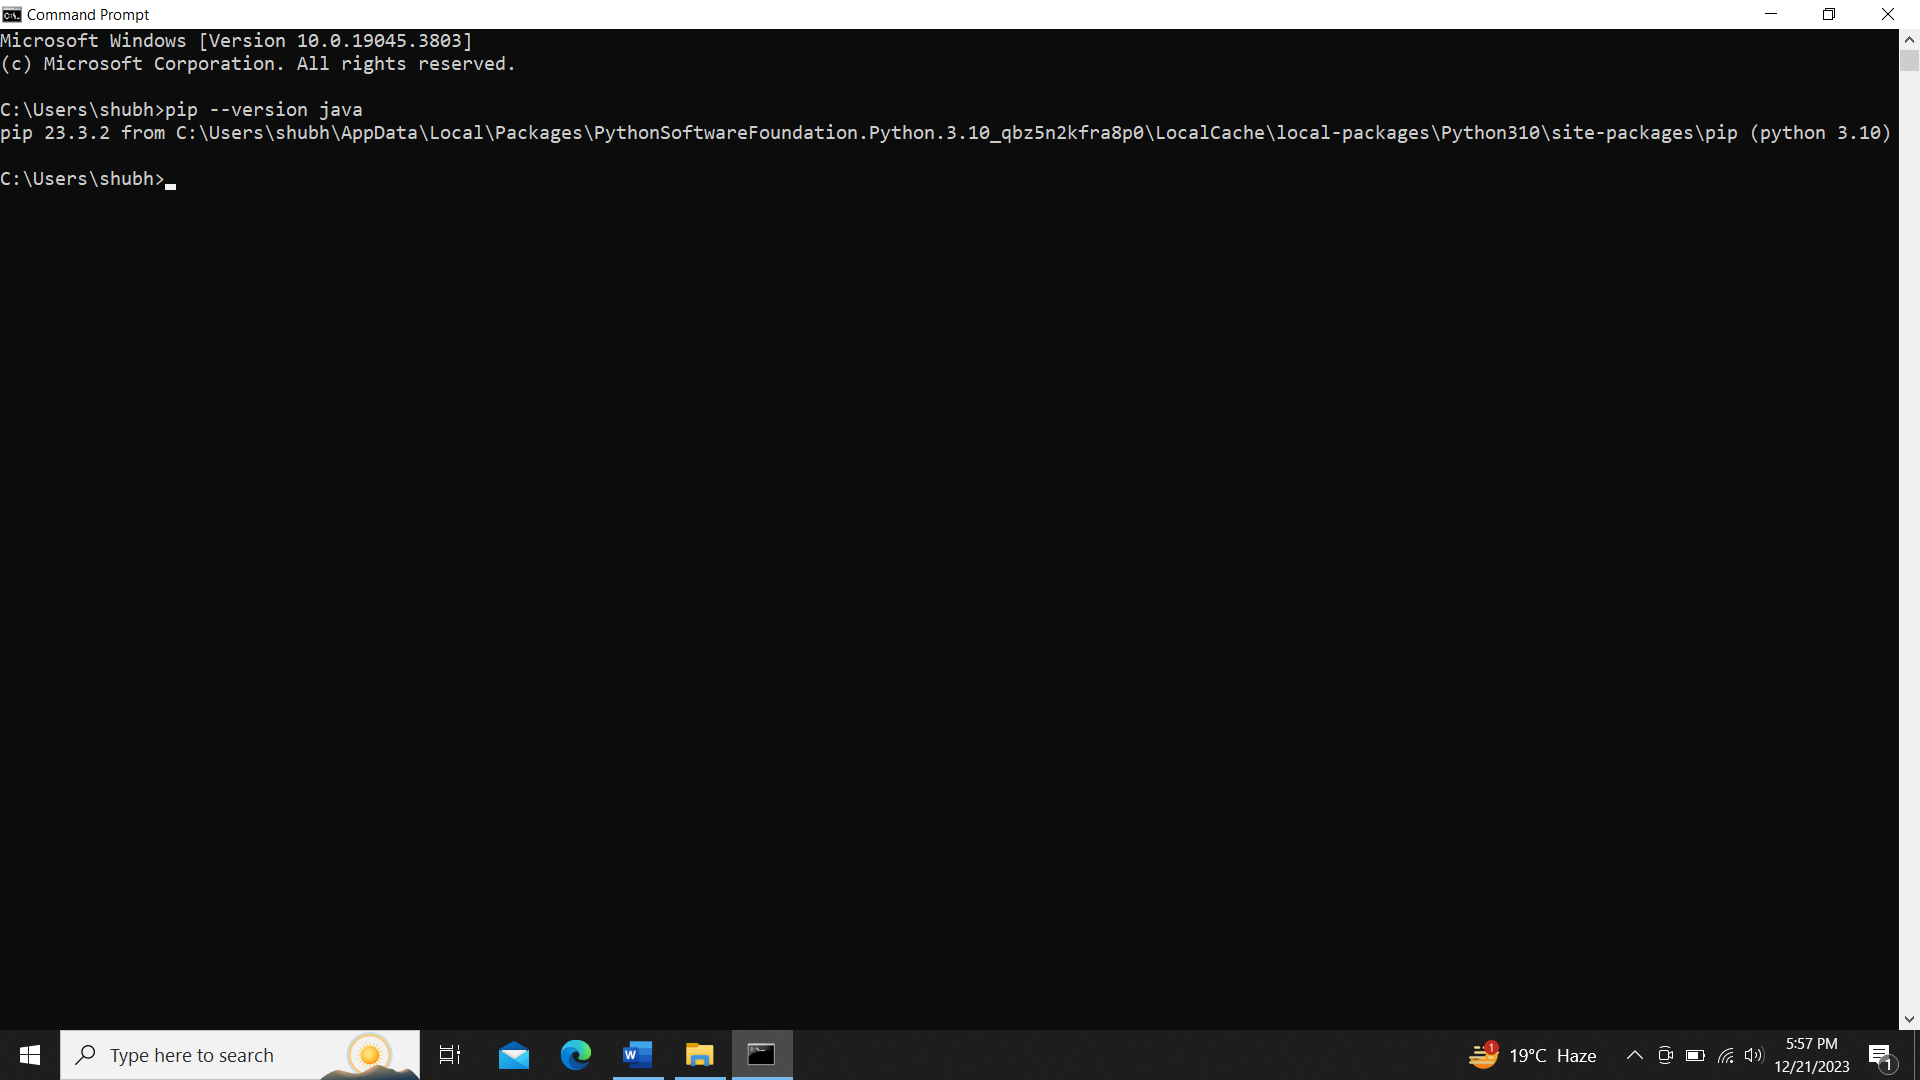 Command Prompt
Microsoft Windows [Version 10.0.19045.3803]
(c) Microsoft Corporation. All rights reserved.
C:\Users\shubh>pip --version java
pip 23.3.2 from C:\Users\shubh\AppData\Local\Packages\PythonSoftwareFoundation.Python.3.10_qbz5n2kfra8p0\LocalCache\local-packages\Python310\site-packages\pip (python 3.10)
C:\Users\shubh>
Type here to search
1
19°C Haze
5:57 PM
12/21/2023
1